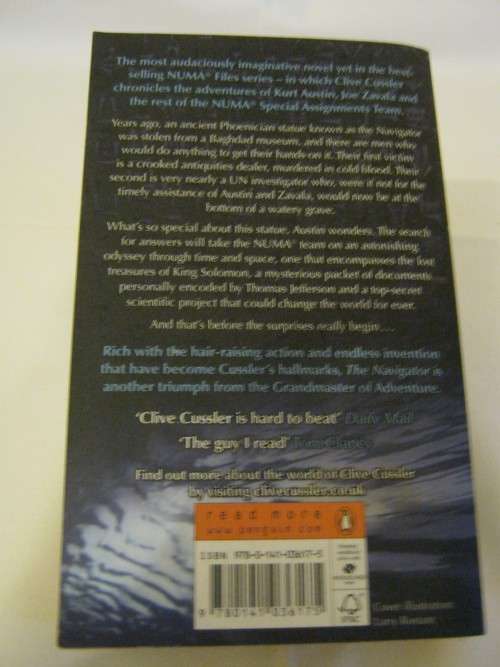 The most audaciously imaginative novel yet in the best-
selling NUMA® Files series – in which Clive Cussler
chronicles the adventures of Kurt Austin, Joe Zavala and
the rest of the NUMA® Special Assignments Team.
Years ago, an ancient Phoenician statue known as the Navigator
was stolen from a Baghdad museum, and there are men who
would do anything to get their hands on it. Their first victim
is a crooked antiquities dealer, murdered in cold blood. Their
second is very nearly a UN investigator who, were it not for the
timely assistance of Austin and Zavala, would now be at the
bottom of a watery grave.
What's so special about this statue, Austin wonders. The search
for answers will take the NUMA® team on an astonishing
odyssey through time and space, one that encompasses the lost
treasures of King Solomon, a mysterious packet of documents
personally encoded by Thomas Jefferson and a top-secret
scientific project that could change the world for ever.
And that's before the surprises really begin...
Rich with the hair-raising action and endless invention
that have become Cussler's hallmarks, The Navigator is
another triumph from the Grandmaster of Adventure.
'Clive Cussler is hard to beat' Daily Mail
'The guy I read' Tom Clancy
Find out more about the world of Clive Cussler
by visiting clivecussler.co.uk
read more
www.penguin.com
ISBN 978-0-141-03617-5
9 780141 036175
Cover illustration: